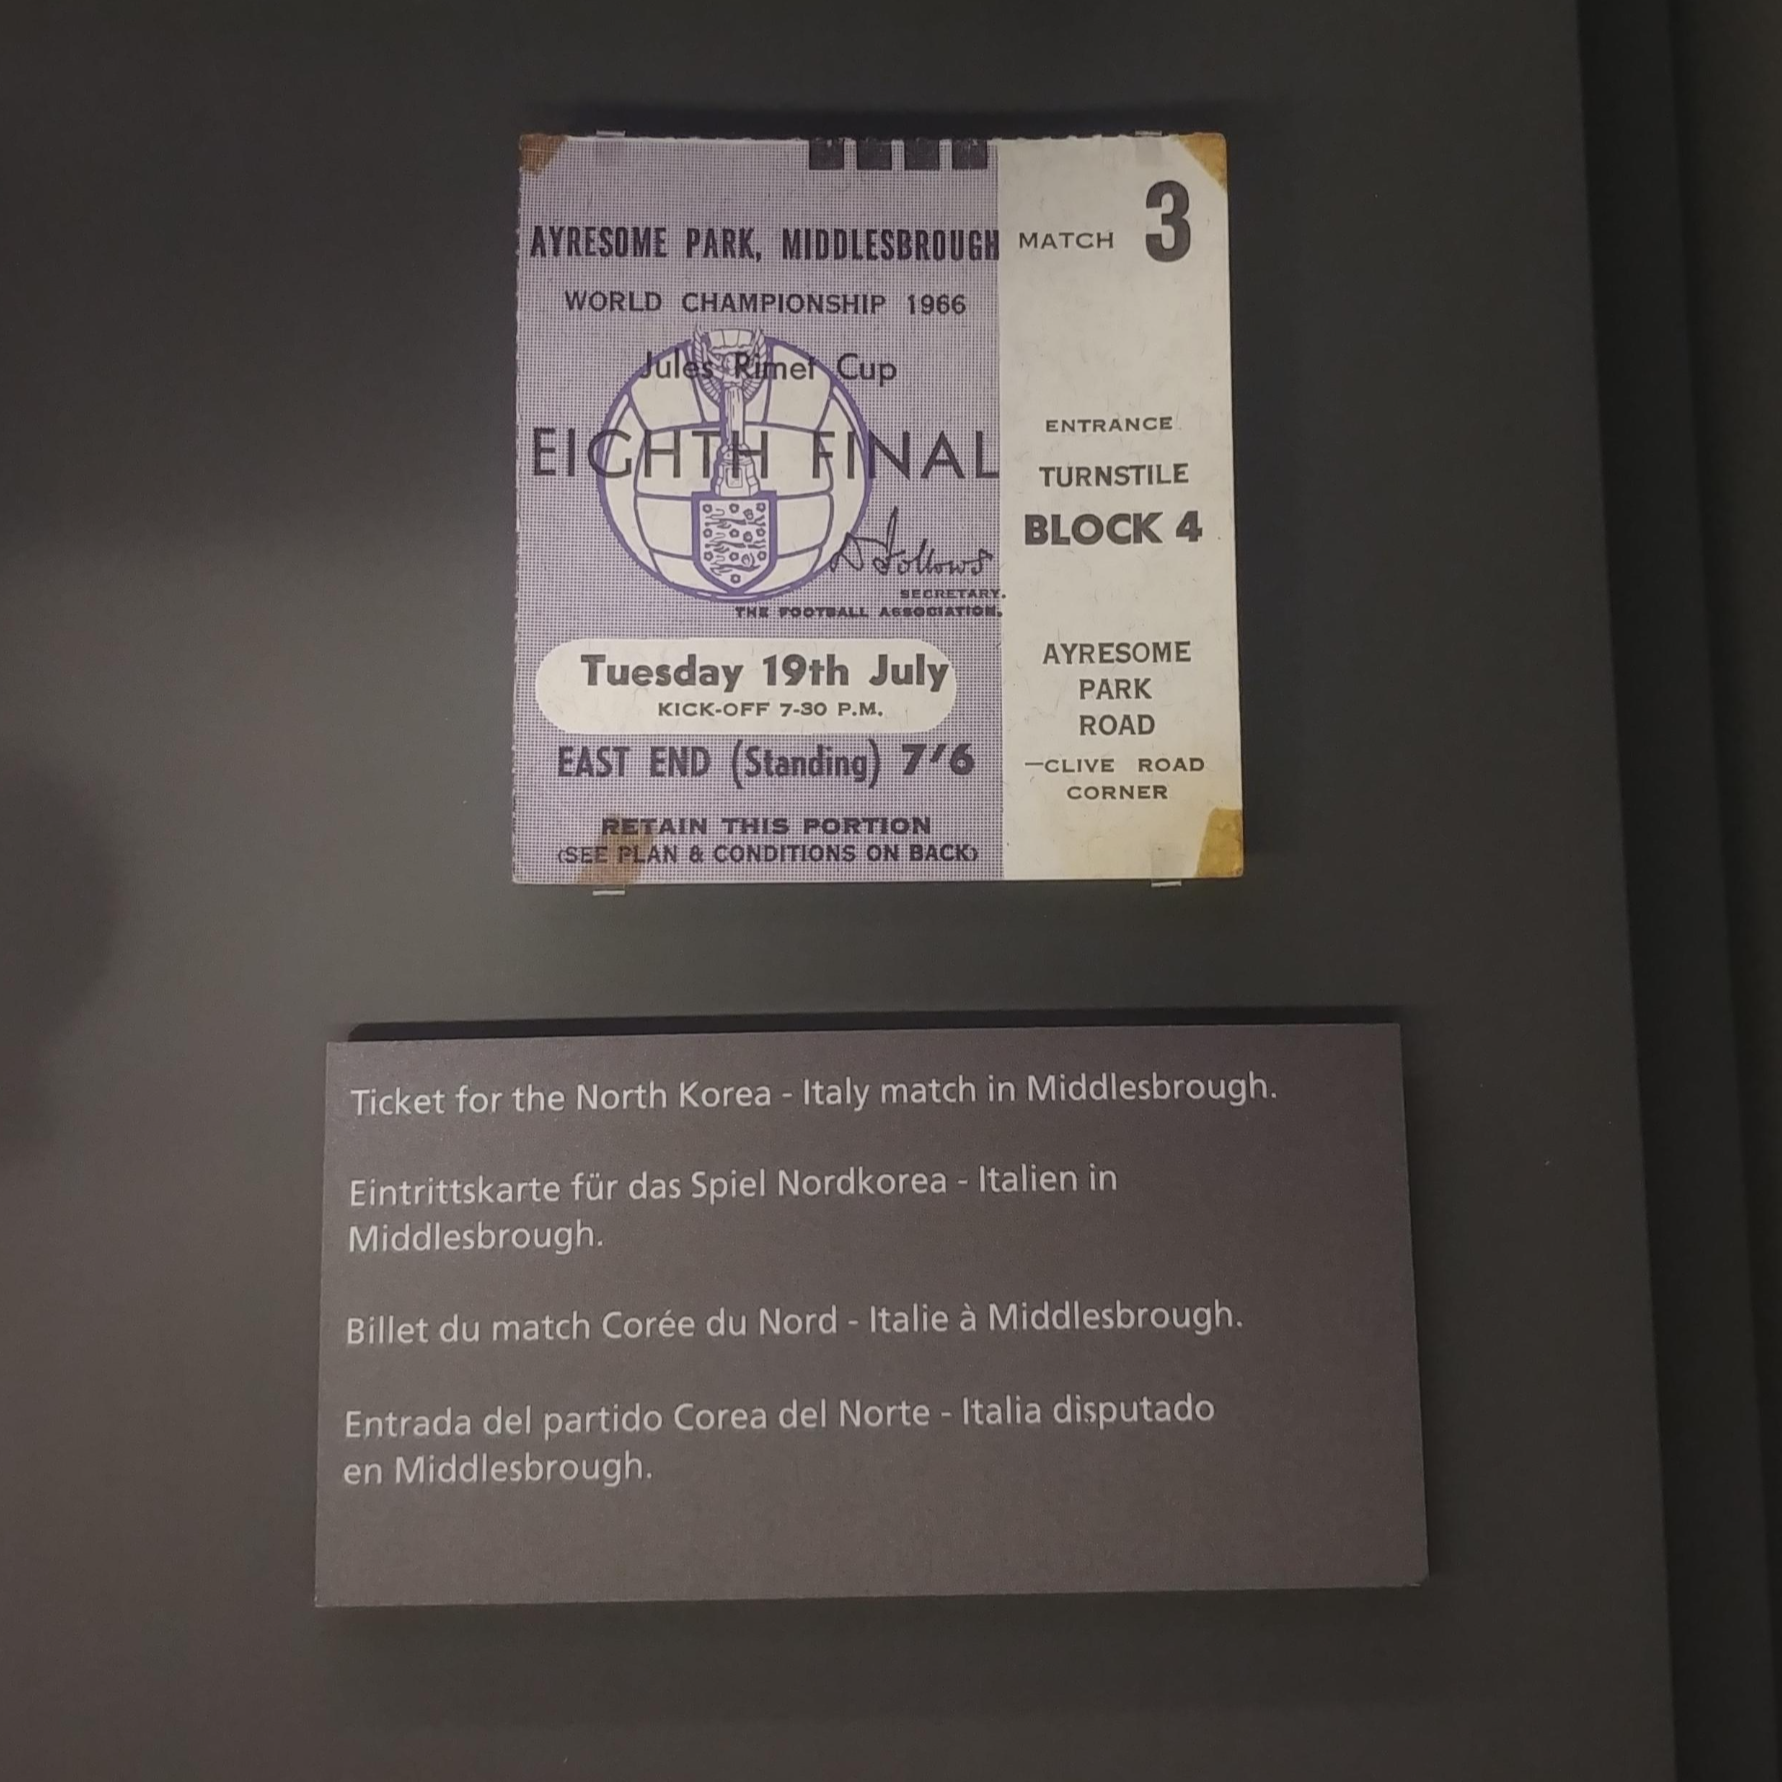 AYRESOME PARK, MIDDLESBROUGH
WORLD CHAMPIONSHIP 1966
Jules Rimet Cup
EIGHTH FINAL
D Follows
SECRETARY.
THE FOOTBALL ASSOCIATION.
Tuesday 19th July
KICK-OFF 7-30 P.M.
EAST END (Standing) 7/6
RETAIN THIS PORTION
(SEE PLAN & CONDITIONS ON BACK)
MATCH 3
ENTRANCE
TURNSTILE
BLOCK 4
AYRESOME
PARK
ROAD
—CLIVE ROAD
CORNER
Ticket for the North Korea - Italy match in Middlesbrough.
Eintrittskarte für das Spiel Nordkorea - Italien in
Middlesbrough.
Billet du match Corée du Nord - Italie à Middlesbrough.
Entrada del partido Corea del Norte - Italia disputado
en Middlesbrough.